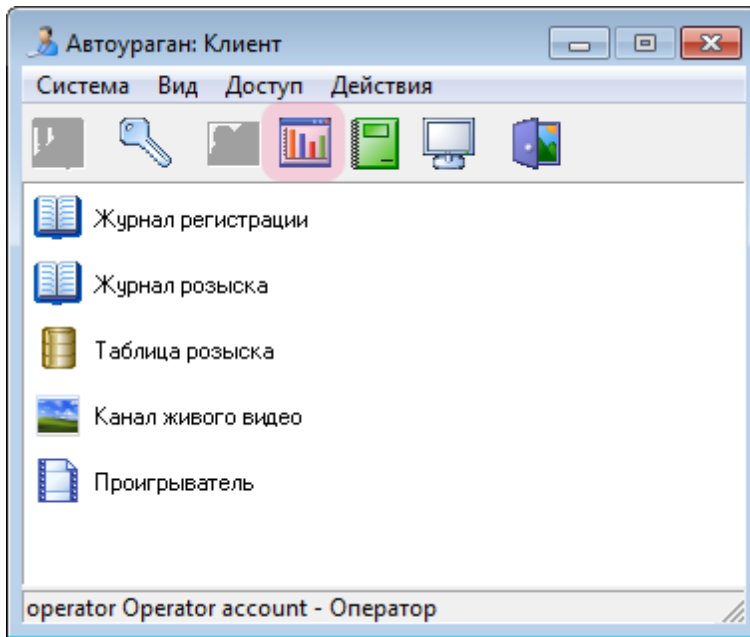 Автоураган: Клиент
Система Вид Доступ Действия
Журнал регистрации
Журнал розыска
Таблица розыска
Канал живого видео
Проигрыватель
operator Operator account - Оператор